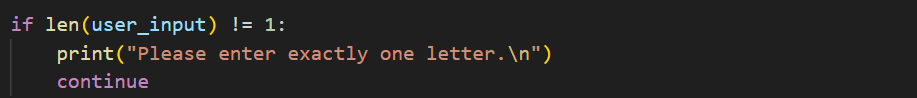 if len(user_input) != 1:
    print("Please enter exactly one letter.\n")
    continue